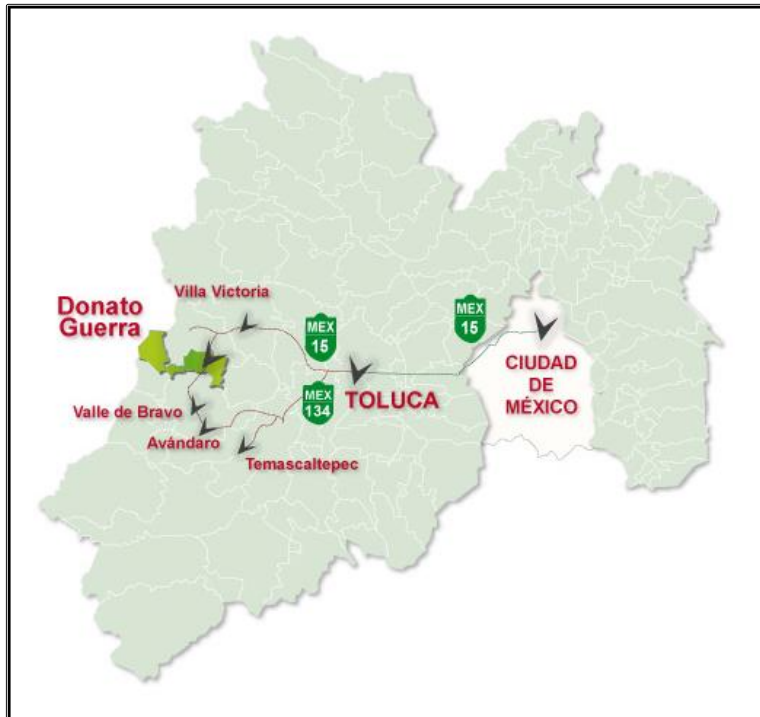 Villa Victoria
Donato
Guerra
MEX
15
MEX
15
CIUDAD
DE
MÉXICO
MEX
134
TOLUCA
Valle de Bravo
Avándaro
Temascaltepec